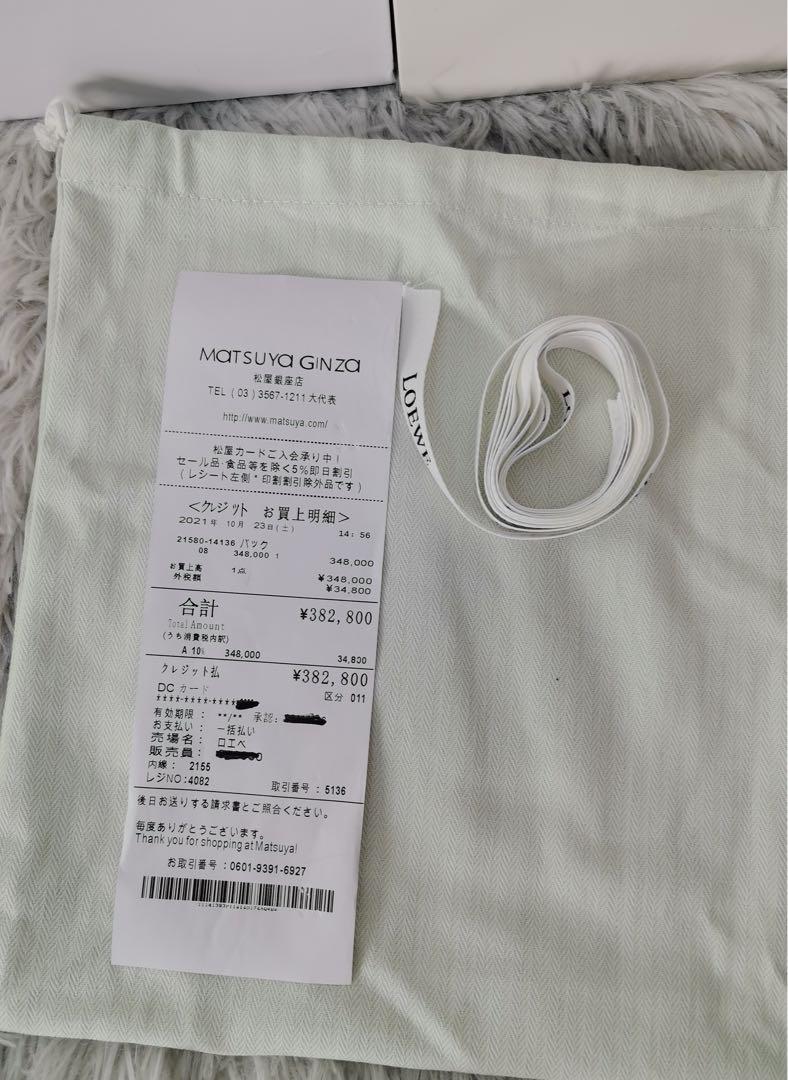 MATSUYA GINZA
松屋銀座店
TEL (03)3567-1211大代表
http://www.matsuya.com/
松屋カードご入会承り中！
セール品・食品等を除く5％即日割引
(レシート左側＊印割引除外品です)
<クレジット お買上明細>
2021年 10月 23日(土) 14:56
21580-14136 バック
08 348,000 1 348,000
お買上高 1点 ¥348,000
外税額 ¥34,800
合計 ¥382,800
Total Amount
(うち消費税内訳)
A 10% 348,000 34,800
クレジット払 ¥382,800
DC カード 区分 011
****-****-****
有効期限： **/** 承認：
お支払い： 一括払い
売場名： ロエベ
販売員：
内線： 2155
レジNO:4082 取引番号：5136
後日お送りする請求書とご照合ください。
毎度ありがとうございます。
Thank you for shopping at Matsuya!
お取引番号：0601-9391-6927
LOEWE